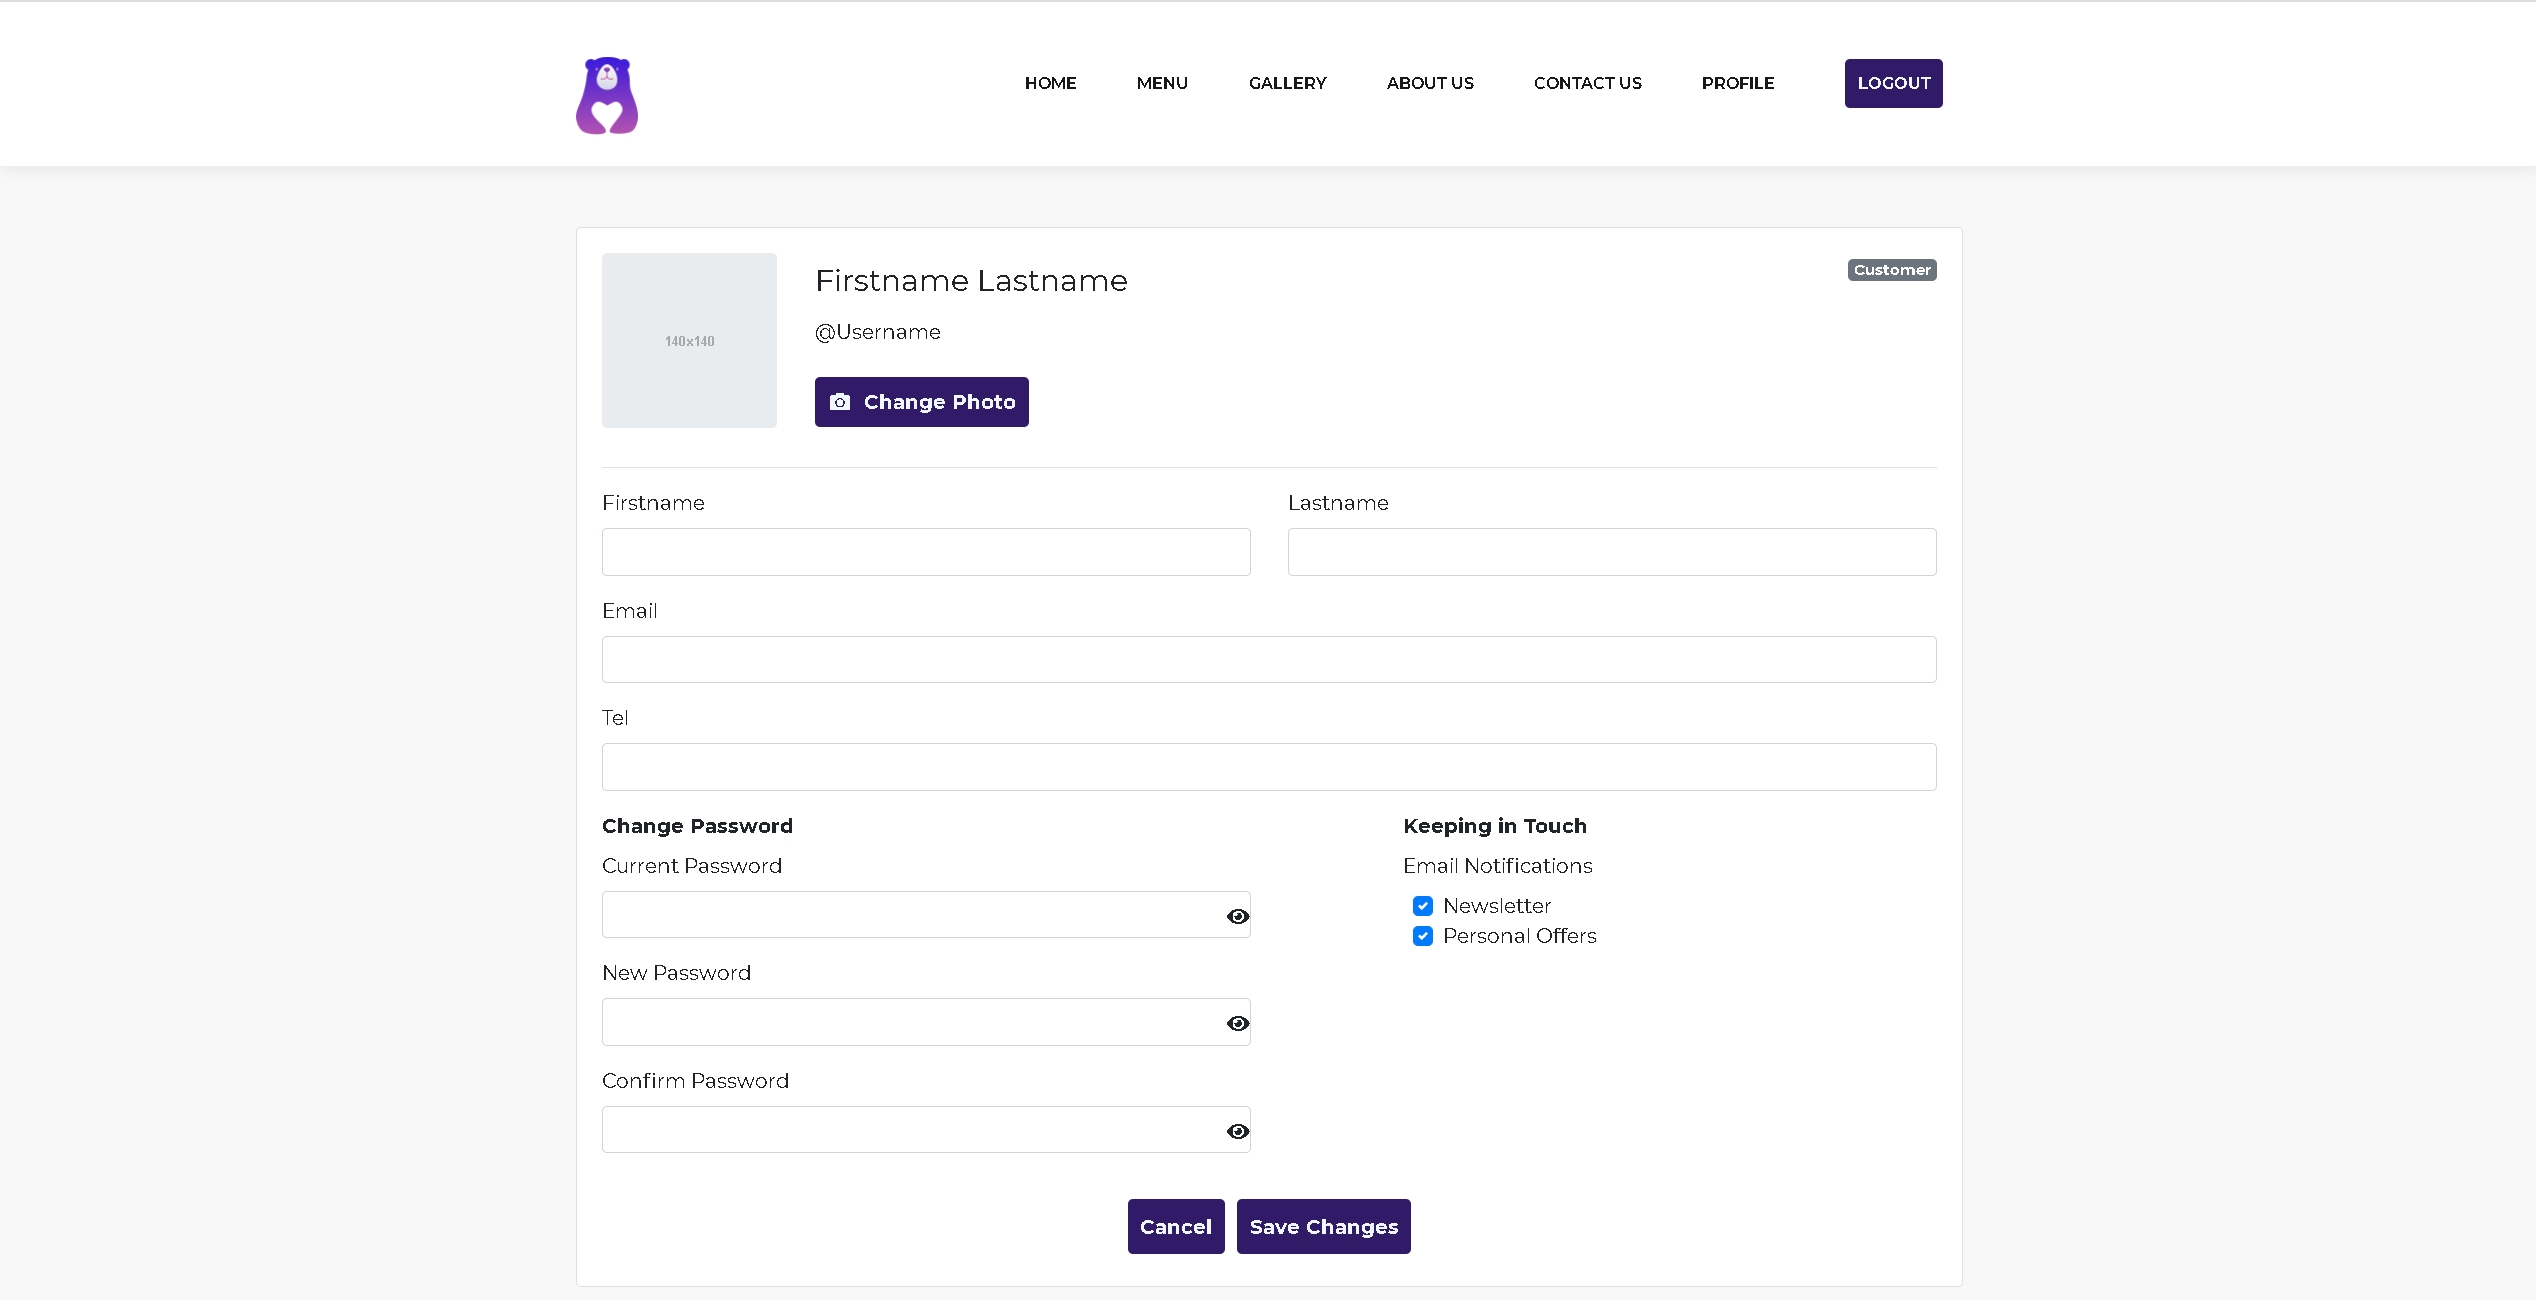 HOME MENU GALLERY ABOUT US CONTACT US PROFILE LOGOUT
140x140
Firstname Lastname
Customer
@Username
Change Photo
Firstname
Lastname
Email
Tel
Change Password
Current Password
New Password
Confirm Password
Keeping in Touch
Email Notifications
Newsletter
Personal Offers
Cancel Save Changes